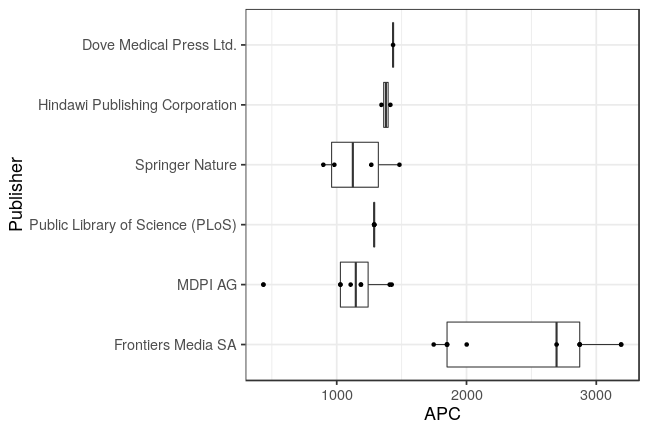 Dove Medical Press Ltd.
Hindawi Publishing Corporation
Springer Nature
Public Library of Science (PLoS)
MDPI AG
Frontiers Media SA
Publisher
1000 2000 3000
APC